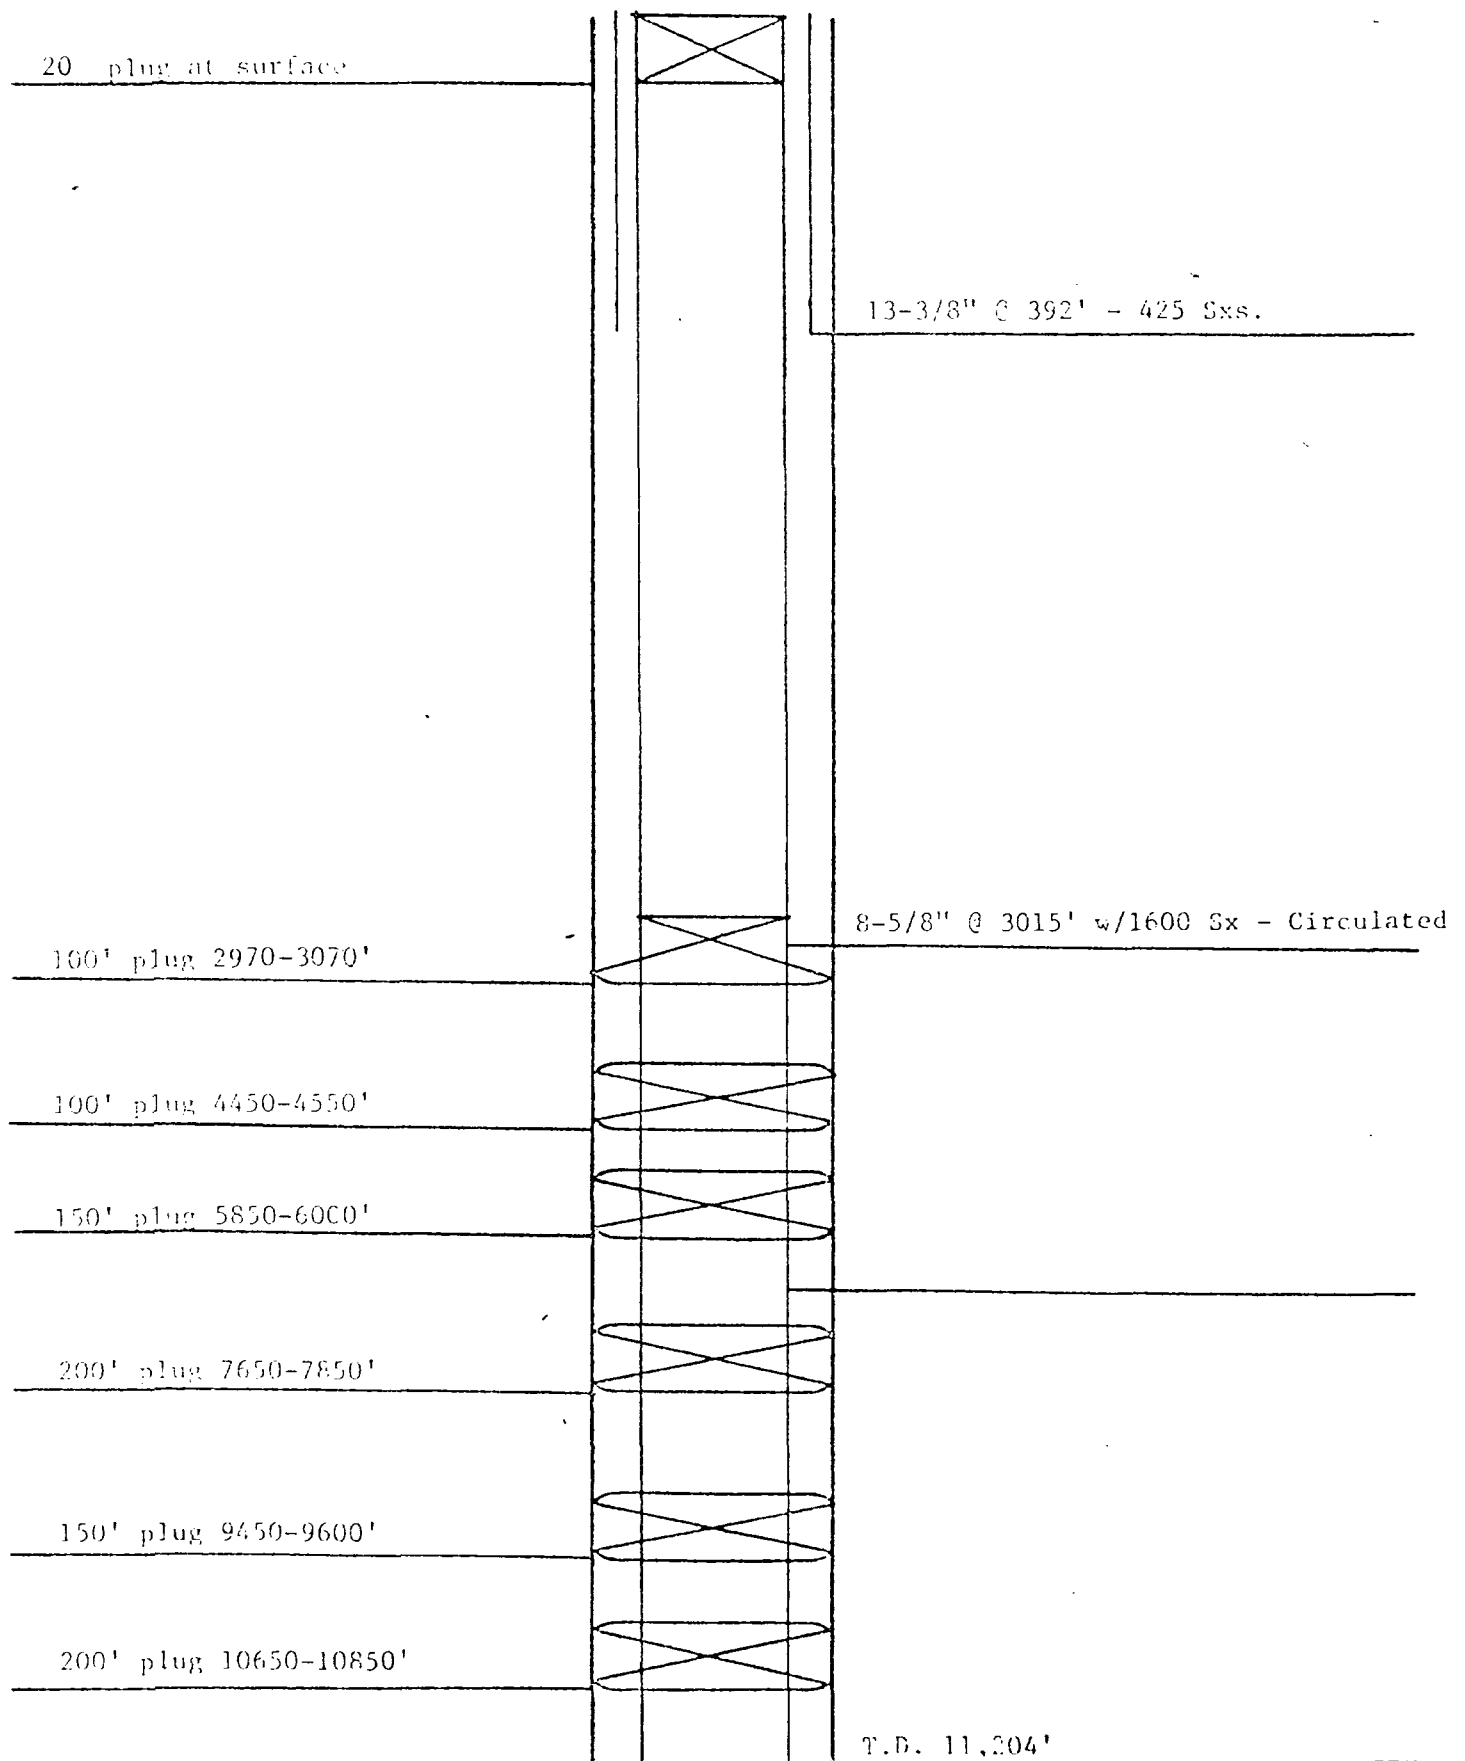 20 plug at surface
13-3/8" @ 392' - 425 Sxs.
8-5/8" @ 3015' w/1600 Sx - Circulated
100' plug 2970-3070'
100' plug 4450-4550'
150' plug 5850-6000'
200' plug 7650-7850'
150' plug 9450-9600'
200' plug 10650-10850'
T.D. 11,204'